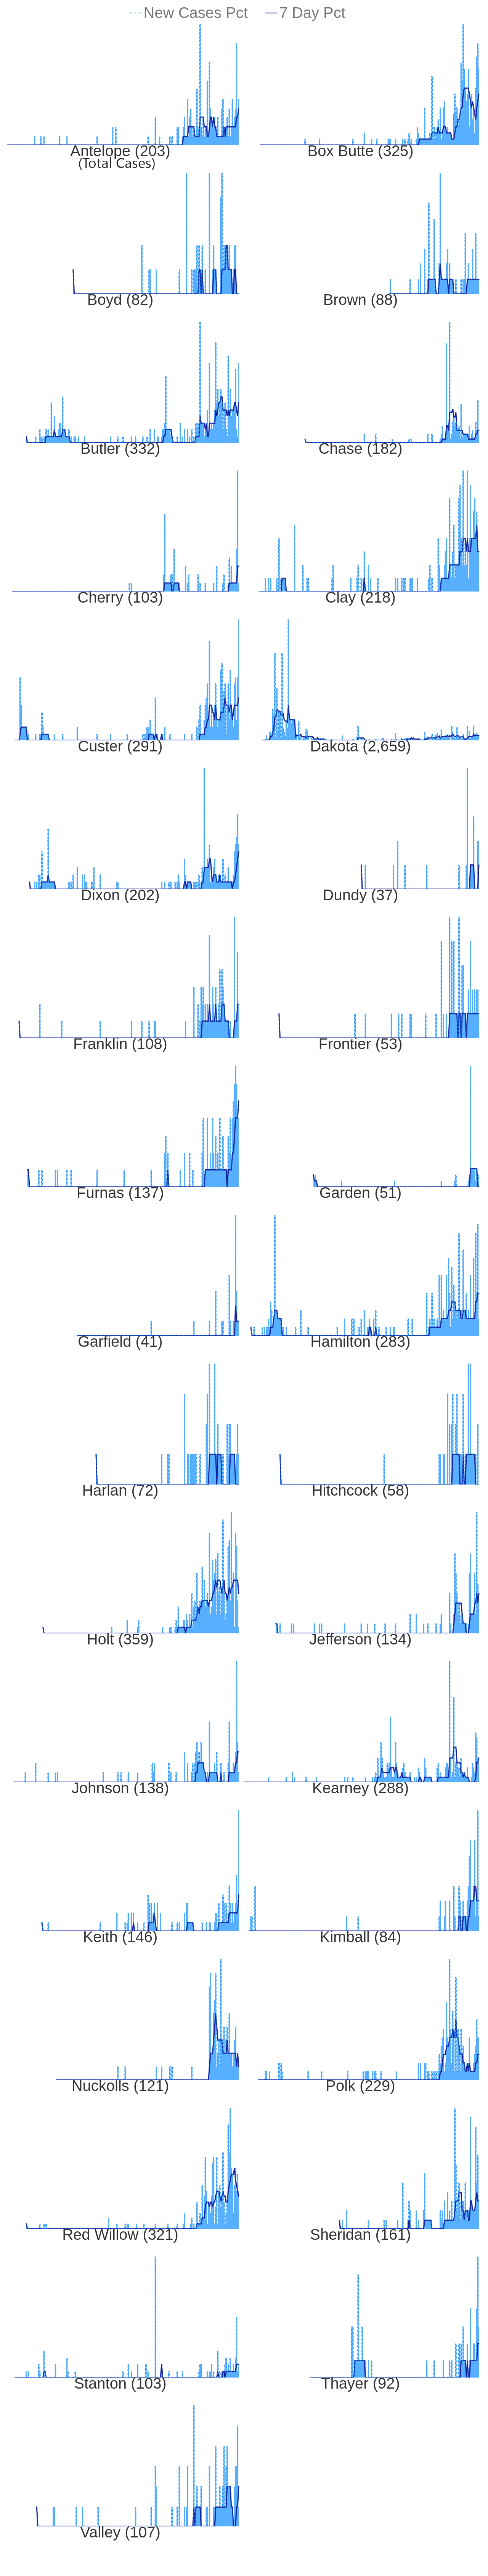 New Cases Pct 7 Day Pct
Antelope (203) Box Butte (325)
(Total Cases)
Boyd (82) Brown (88)
Butler (332) Chase (182)
Cherry (103) Clay (218)
Custer (291) Dakota (2,659)
Dixon (202) Dundy (37)
Franklin (108) Frontier (53)
Furnas (137) Garden (51)
Garfield (41) Hamilton (283)
Harlan (72) Hitchcock (58)
Holt (359) Jefferson (134)
Johnson (138) Kearney (288)
Keith (146) Kimball (84)
Nuckolls (121) Polk (229)
Red Willow (321) Sheridan (161)
Stanton (103) Thayer (92)
Valley (107)